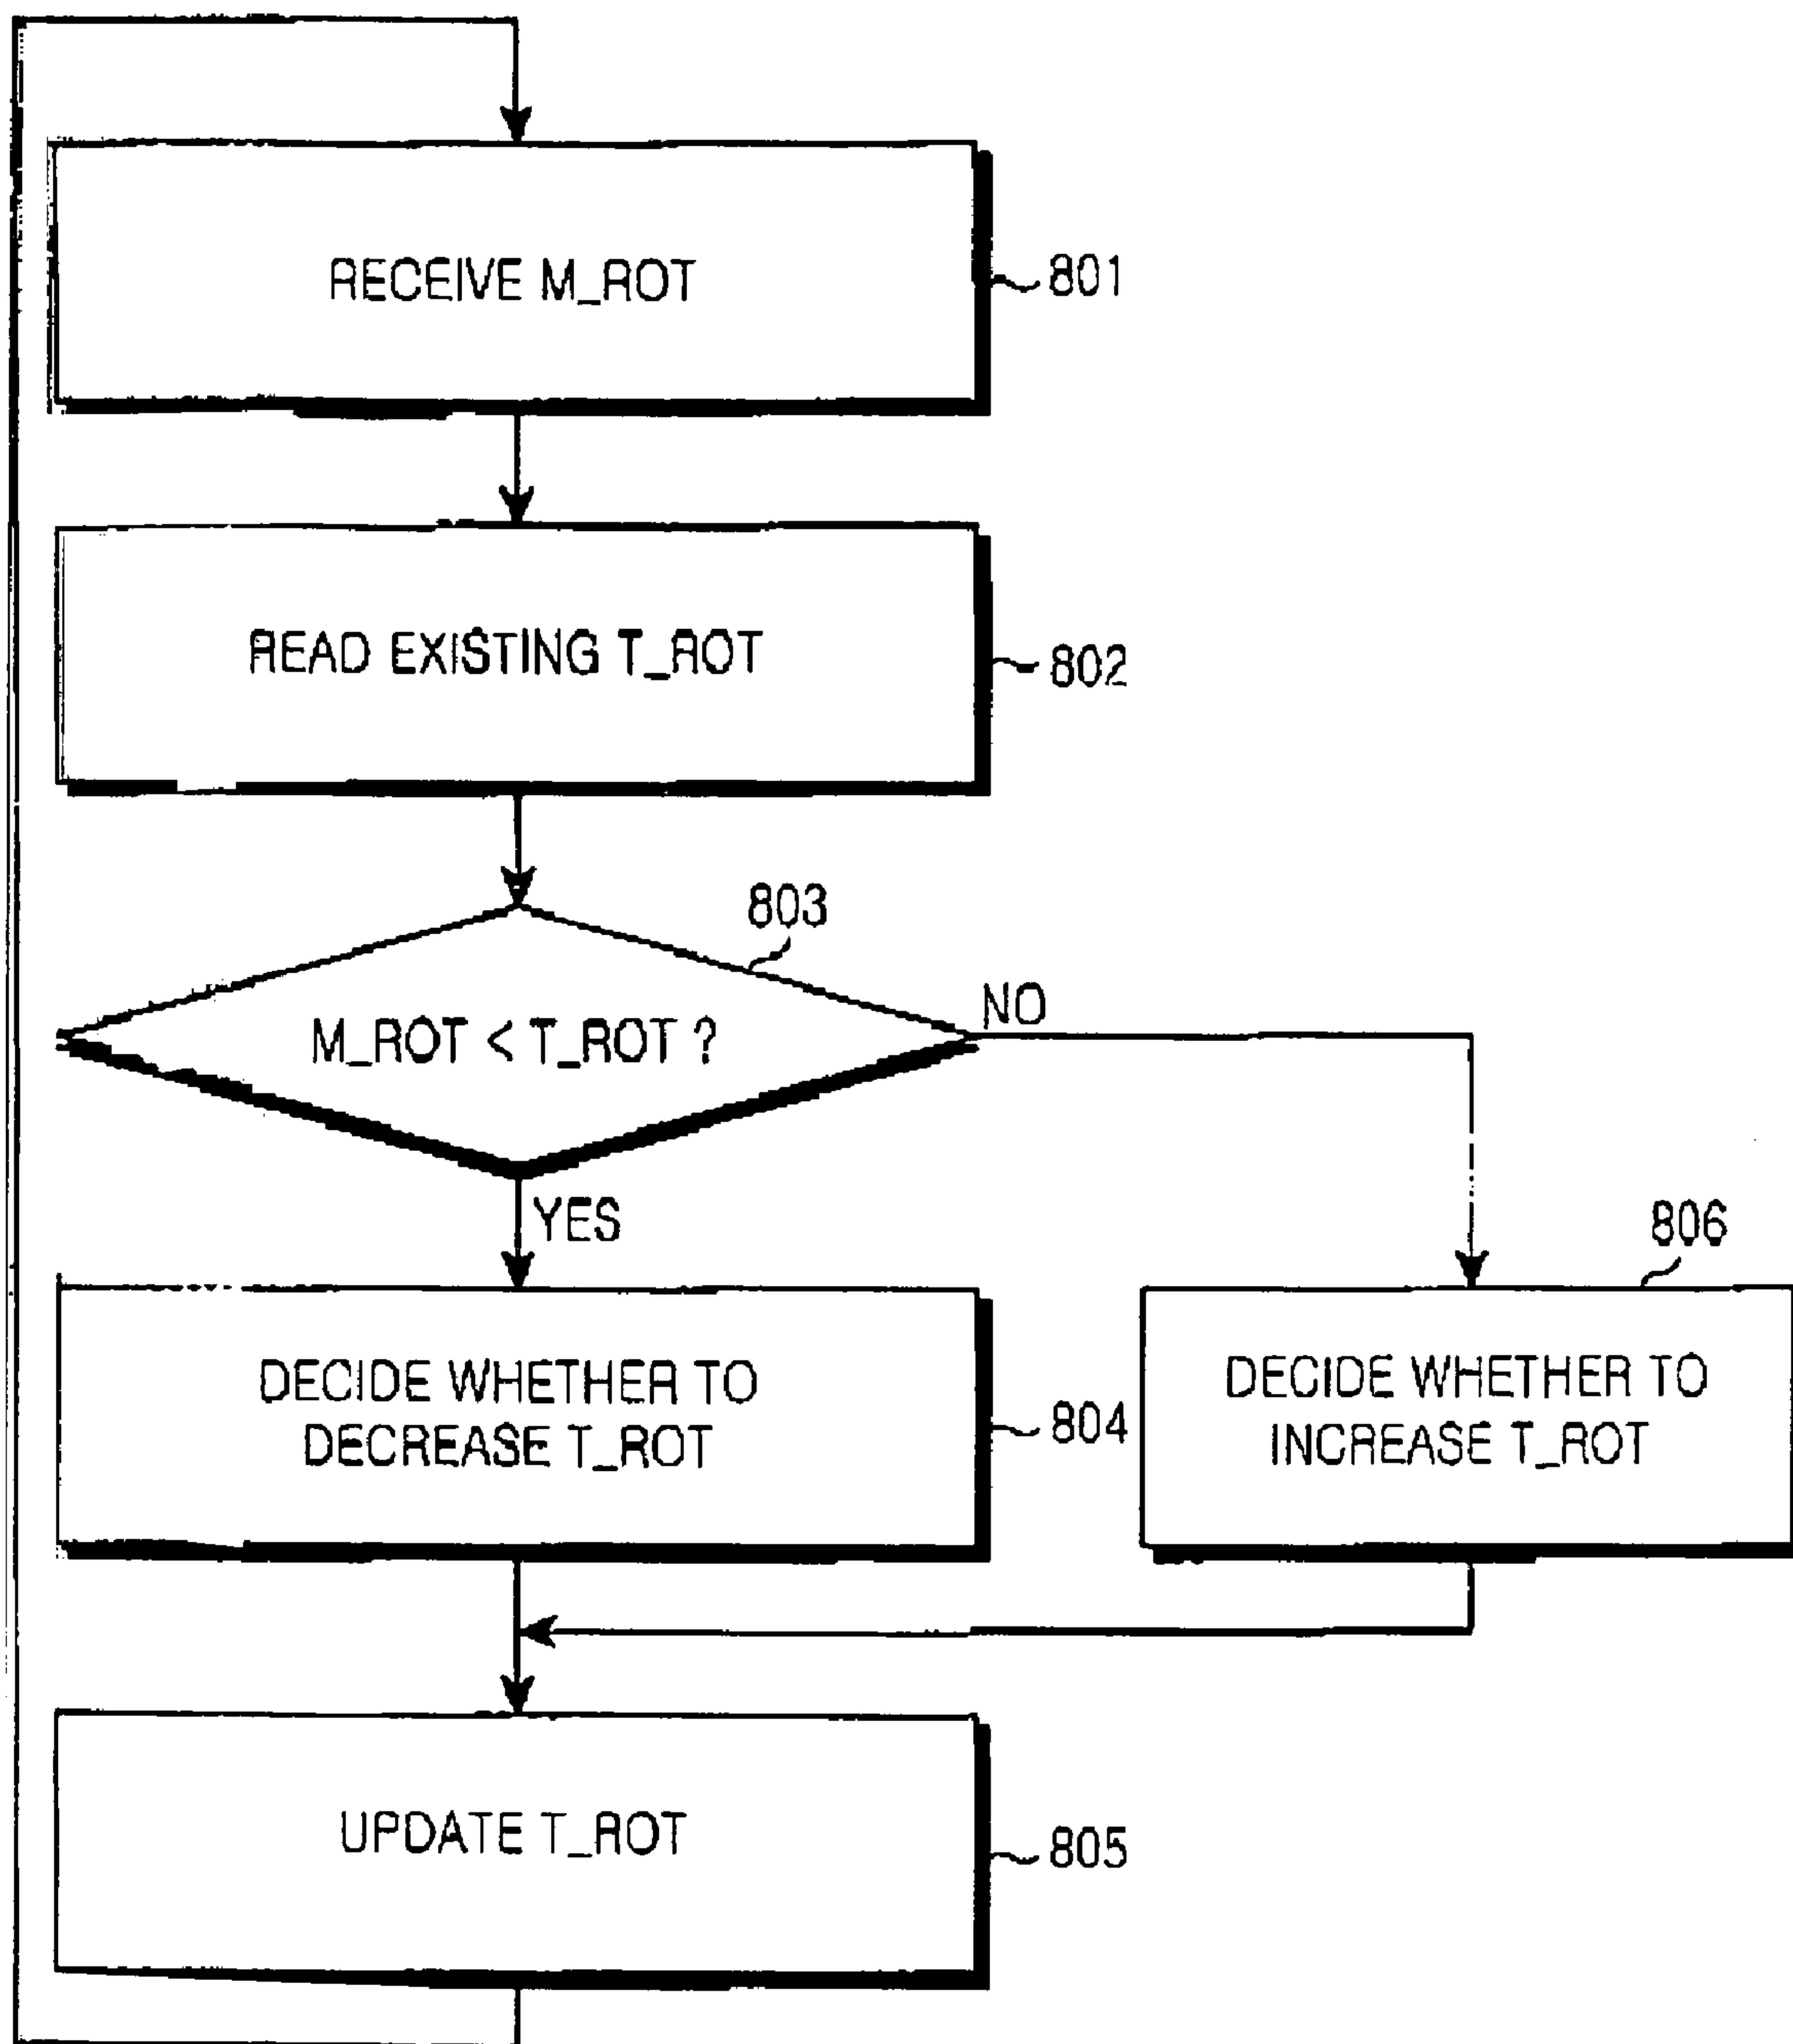 RECEIVE M_ROT
801
READ EXISTING T_ROT
802
803
M_ROT < T_ROT ?
NO
YES
806
DECIDE WHETHER TO
DECREASE T_ROT
804
DECIDE WHETHER TO
INCREASE T_ROT
UPDATE T_ROT
805